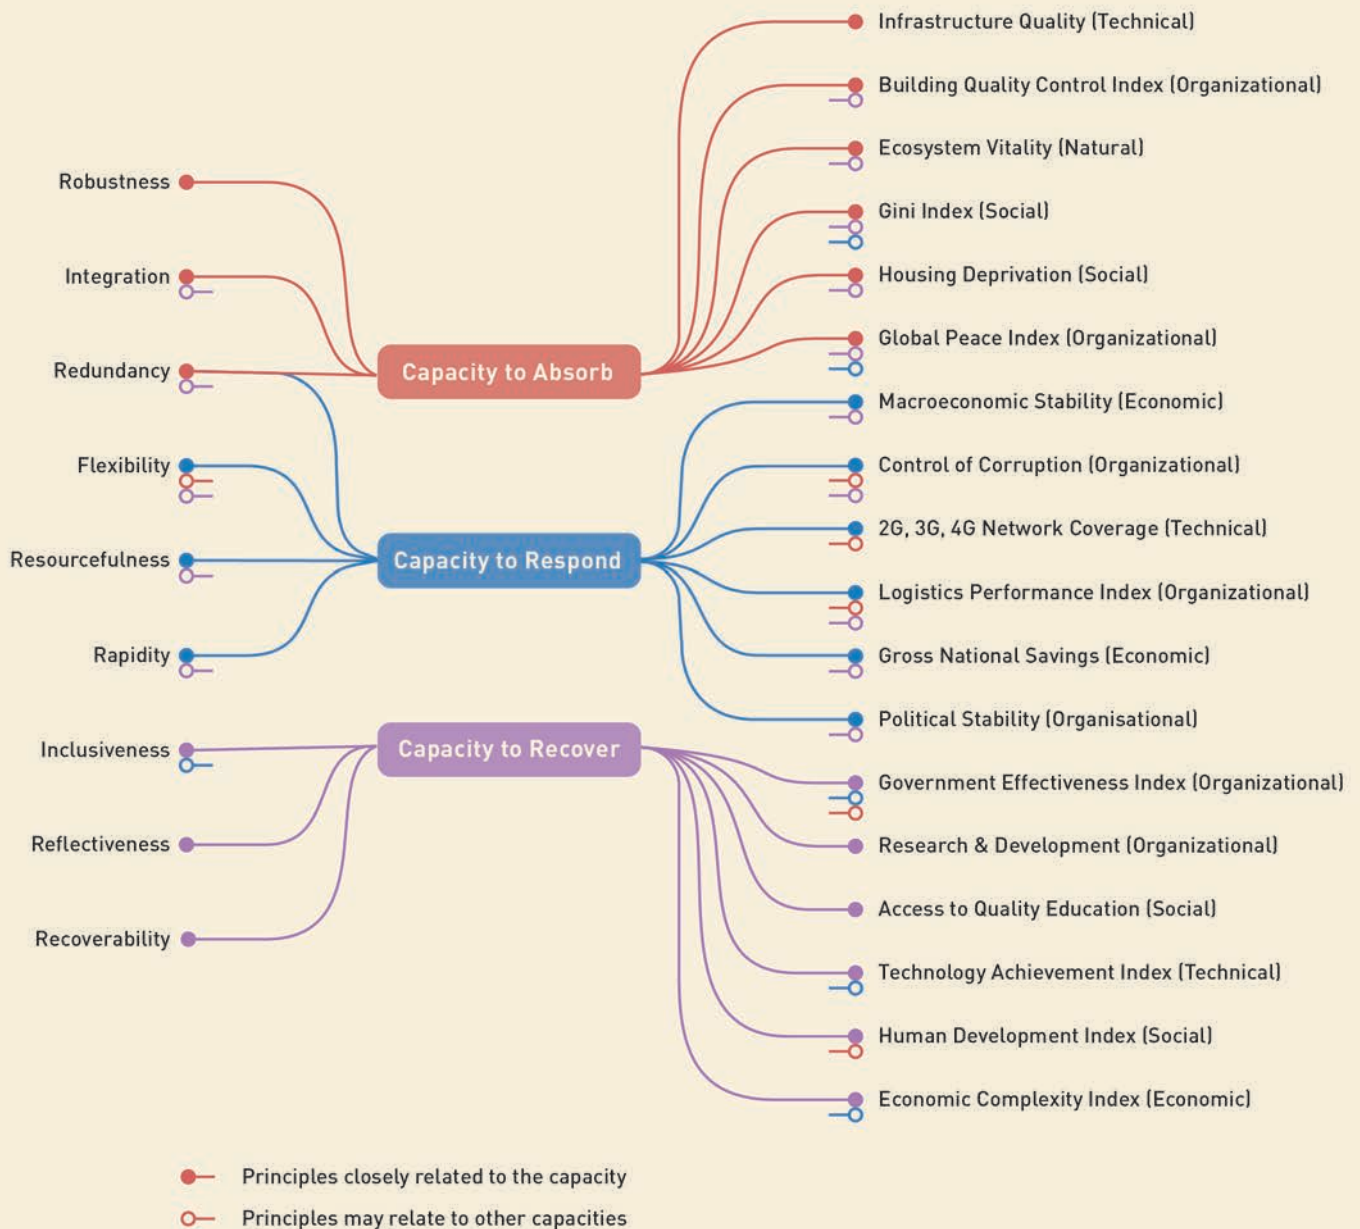 Robustness
Integration
Redundancy
Flexibility
Resourcefulness
Rapidity
Inclusiveness
Reflectiveness
Recoverability
Capacity to Absorb
Capacity to Respond
Capacity to Recover
Infrastructure Quality (Technical)
Building Quality Control Index (Organizational)
Ecosystem Vitality (Natural)
Gini Index (Social)
Housing Deprivation (Social)
Global Peace Index (Organizational)
Macroeconomic Stability (Economic)
Control of Corruption (Organizational)
2G, 3G, 4G Network Coverage (Technical)
Logistics Performance Index (Organizational)
Gross National Savings (Economic)
Political Stability (Organisational)
Government Effectiveness Index (Organizational)
Research & Development (Organizational)
Access to Quality Education (Social)
Technology Achievement Index (Technical)
Human Development Index (Social)
Economic Complexity Index (Economic)
Principles closely related to the capacity
Principles may relate to other capacities